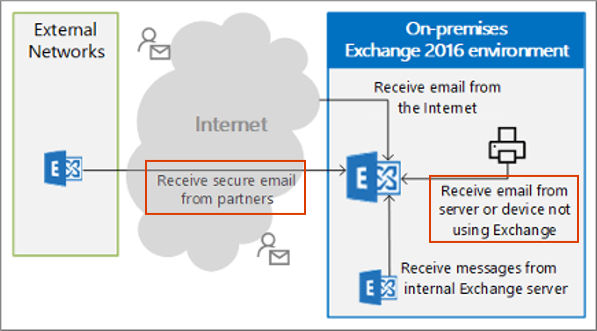 External
Networks
Internet
Receive secure email
from partners
On-premises
Exchange 2016 environment
Receive email from
the Internet
Receive email from
server or device not
using Exchange
Receive messages from
internal Exchange server
E
E
E